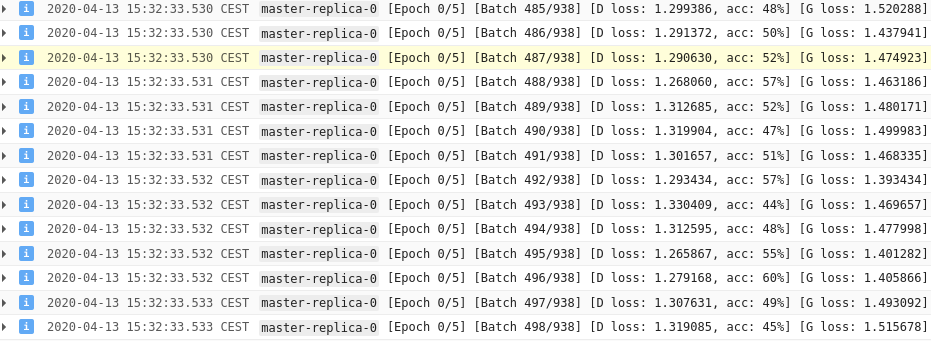 2020-04-13 15:32:33.530 CEST master-replica-0 [Epoch 0/5] [Batch 485/938] [D loss: 1.299386, acc: 48%] [G loss: 1.520288]
2020-04-13 15:32:33.530 CEST master-replica-0 [Epoch 0/5] [Batch 486/938] [D loss: 1.291372, acc: 50%] [G loss: 1.437941]
2020-04-13 15:32:33.530 CEST master-replica-0 [Epoch 0/5] [Batch 487/938] [D loss: 1.290630, acc: 52%] [G loss: 1.474923]
2020-04-13 15:32:33.531 CEST master-replica-0 [Epoch 0/5] [Batch 488/938] [D loss: 1.268060, acc: 57%] [G loss: 1.463186]
2020-04-13 15:32:33.531 CEST master-replica-0 [Epoch 0/5] [Batch 489/938] [D loss: 1.312685, acc: 52%] [G loss: 1.480171]
2020-04-13 15:32:33.531 CEST master-replica-0 [Epoch 0/5] [Batch 490/938] [D loss: 1.319904, acc: 47%] [G loss: 1.499983]
2020-04-13 15:32:33.531 CEST master-replica-0 [Epoch 0/5] [Batch 491/938] [D loss: 1.301657, acc: 51%] [G loss: 1.468335]
2020-04-13 15:32:33.532 CEST master-replica-0 [Epoch 0/5] [Batch 492/938] [D loss: 1.293434, acc: 57%] [G loss: 1.393434]
2020-04-13 15:32:33.532 CEST master-replica-0 [Epoch 0/5] [Batch 493/938] [D loss: 1.330409, acc: 44%] [G loss: 1.469657]
2020-04-13 15:32:33.532 CEST master-replica-0 [Epoch 0/5] [Batch 494/938] [D loss: 1.312595, acc: 48%] [G loss: 1.477998]
2020-04-13 15:32:33.532 CEST master-replica-0 [Epoch 0/5] [Batch 495/938] [D loss: 1.265867, acc: 55%] [G loss: 1.401282]
2020-04-13 15:32:33.532 CEST master-replica-0 [Epoch 0/5] [Batch 496/938] [D loss: 1.279168, acc: 60%] [G loss: 1.405866]
2020-04-13 15:32:33.533 CEST master-replica-0 [Epoch 0/5] [Batch 497/938] [D loss: 1.307631, acc: 49%] [G loss: 1.493092]
2020-04-13 15:32:33.533 CEST master-replica-0 [Epoch 0/5] [Batch 498/938] [D loss: 1.319085, acc: 45%] [G loss: 1.515678]